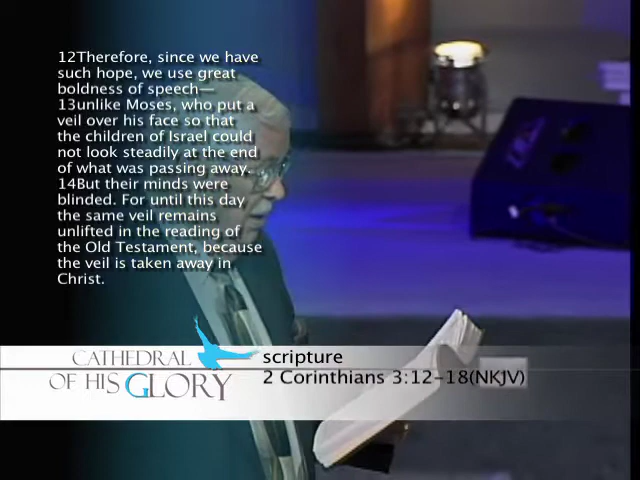 12Therefore, since we have
such hope, we use great
boldness of speech—
13unlike Moses, who put a
veil over his face so that
the children of Israel could
not look steadily at the end
of what was passing away.
14But their minds were
blinded. For until this day
the same veil remains
unlifted in the reading of
the Old Testament, because
the veil is taken away in
Christ.
CATHEDRAL
OF HIS GLORY
scripture
2 Corinthians 3:12-18(NKJV)